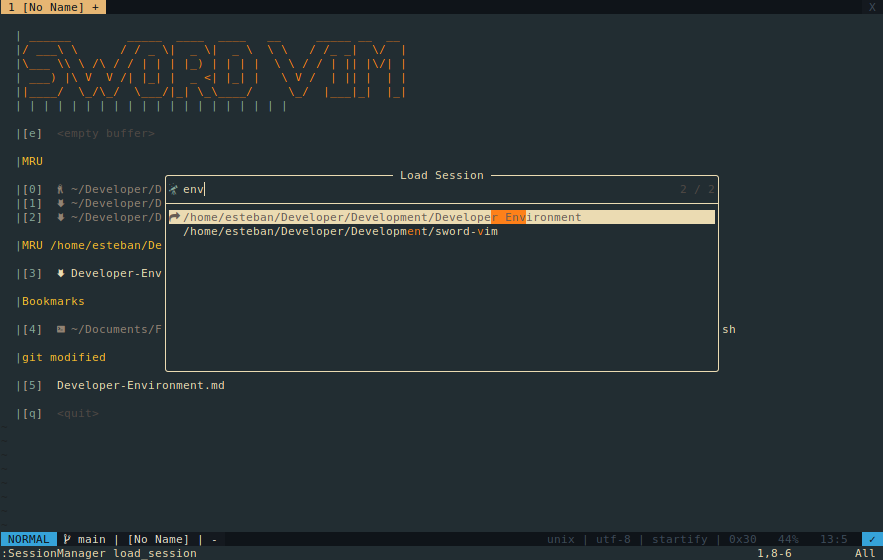 1 [No Name] + X
[e] <empty buffer>
MRU
Load Session
[0] ~/Developer/D
env 2 / 2
[1] ~/Developer/D
[2] ~/Developer/D
/home/esteban/Developer/Development/Developer Environment
/home/esteban/Developer/Development/sword-vim
MRU /home/esteban/De
[3] Developer-Env
Bookmarks
[4] ~/Documents/F sh
git modified
[5] Developer-Environment.md
[q] <quit>
NORMAL main | [No Name] | - unix | utf-8 | startify | 0x30 44% 13:5 ✓
:SessionManager load_session 1,8-6 All